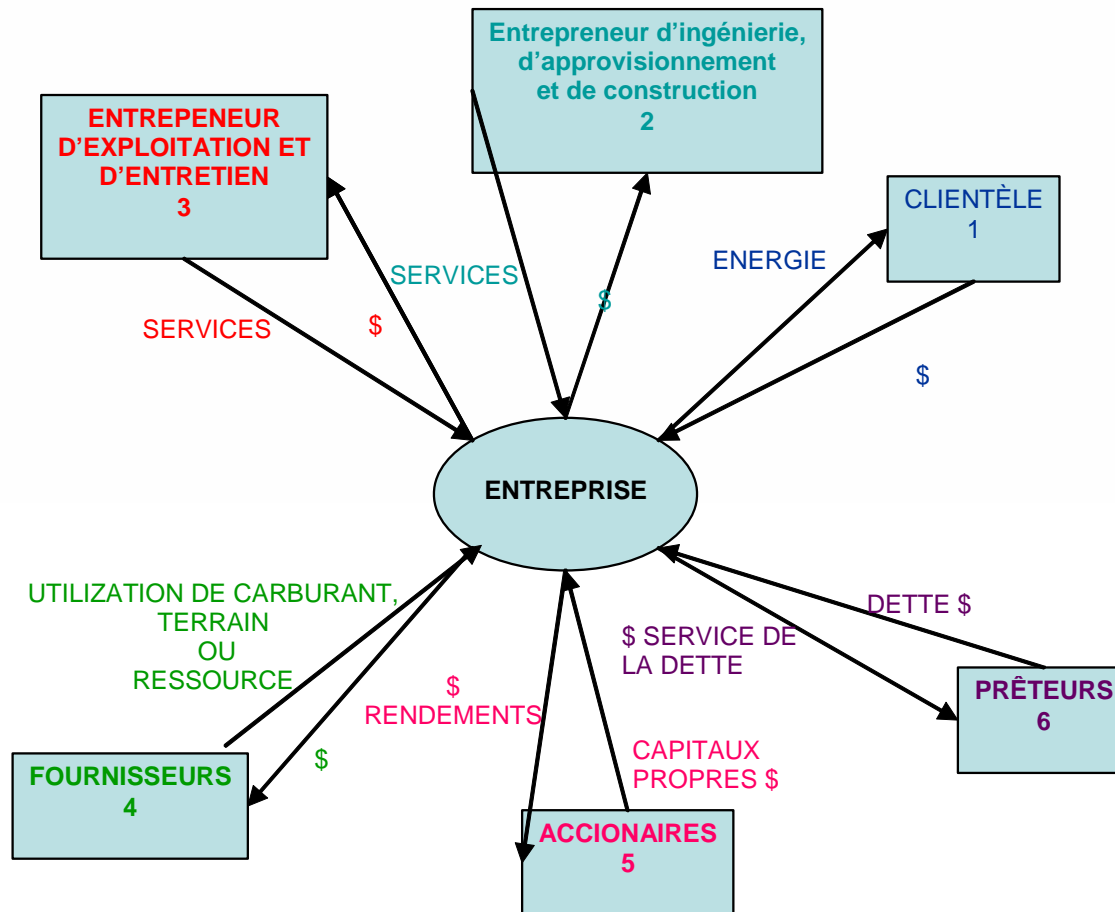 Entrepreneur d'ingénierie,
d'approvisionnement
et de construction
2
ENTREPENEUR
D'EXPLOITATION ET
D'ENTRETIEN
3
CLIENTÈLE
1
SERVICES
ENERGIE
$
SERVICES
$
$
ENTREPRISE
UTILIZATION DE CARBURANT,
TERRAIN
OU
RESSOURCE
$
RENDEMENTS
$ SERVICE DE
LA DETTE
DETTE $
PRÊTEURS
6
CAPITAUX
PROPRES $
$
FOURNISSEURS
4
ACCIONAIRES
5